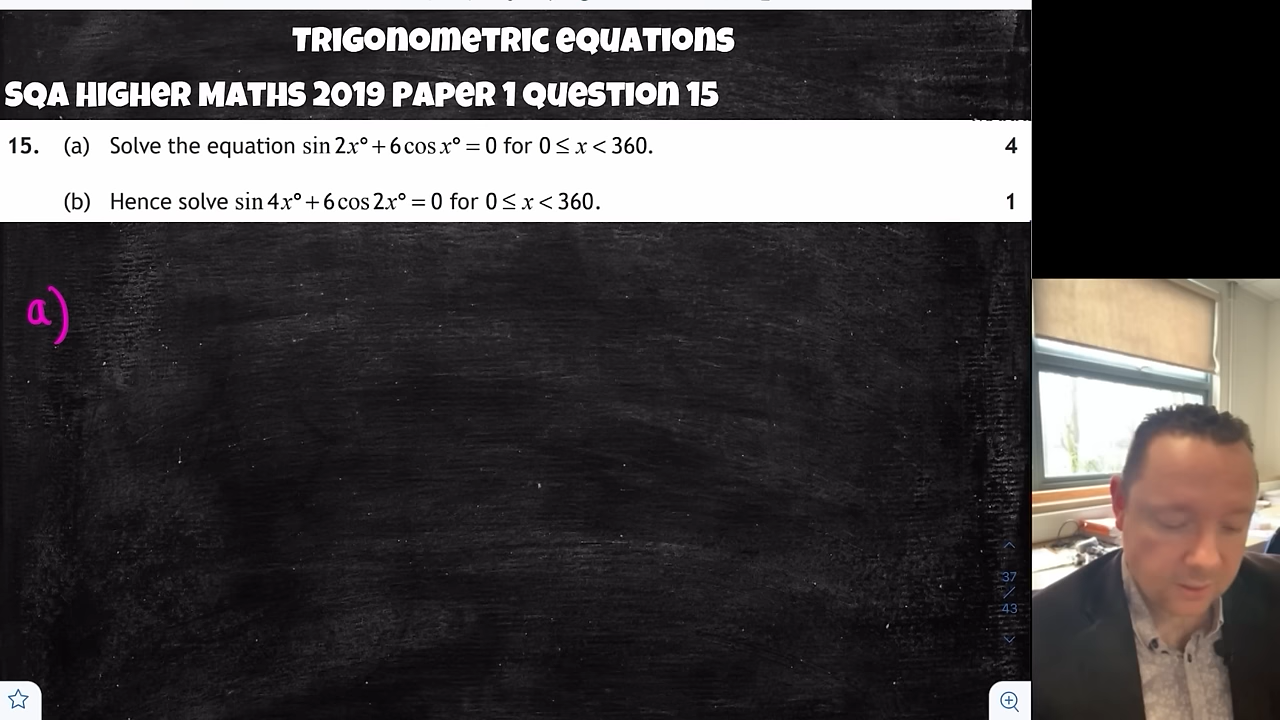 TRIGONOMETRIC EQUATIONS
SQA HIGHER MATHS 2019 PAPER 1 QUESTION 15
15. (a) Solve the equation sin 2x° + 6 cos x° = 0 for 0 ≤ x < 360. 4
(b) Hence solve sin 4x° + 6 cos 2x° = 0 for 0 ≤ x < 360. 1
a)
37
/
43